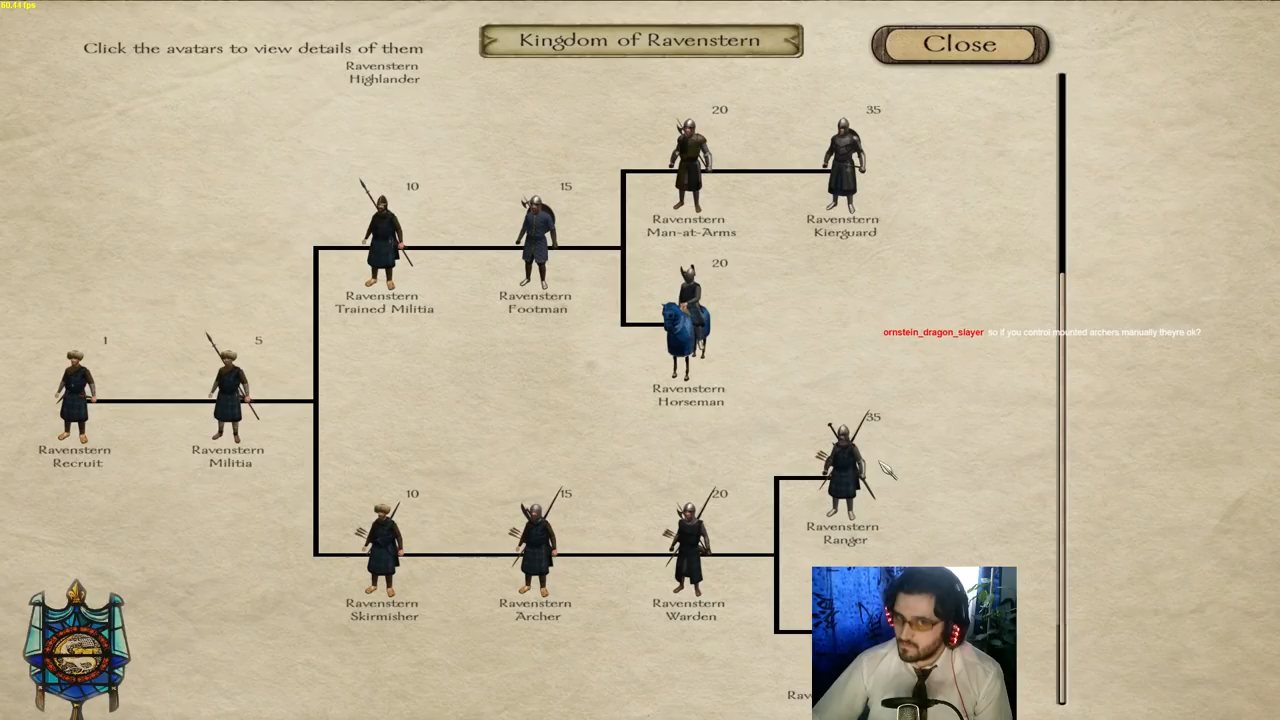 60.44 fps
Click the avatars to view details of them
Kingdom of Ravenstern
Close
Ravenstern
Highlander
20
35
Ravenstern
Man-at-Arms
Ravenstern
Kierguard
10
15
Ravenstern
Trained Militia
Ravenstern
Footman
20
Ravenstern
Horseman
ornstein_dragon_slayer so if you control mounted archers manually theyre ok?
1
5
Ravenstern
Recruit
Ravenstern
Militia
35
Ravenstern
Ranger
10
15
20
Ravenstern
Skirmisher
Ravenstern
Archer
Ravenstern
Warden